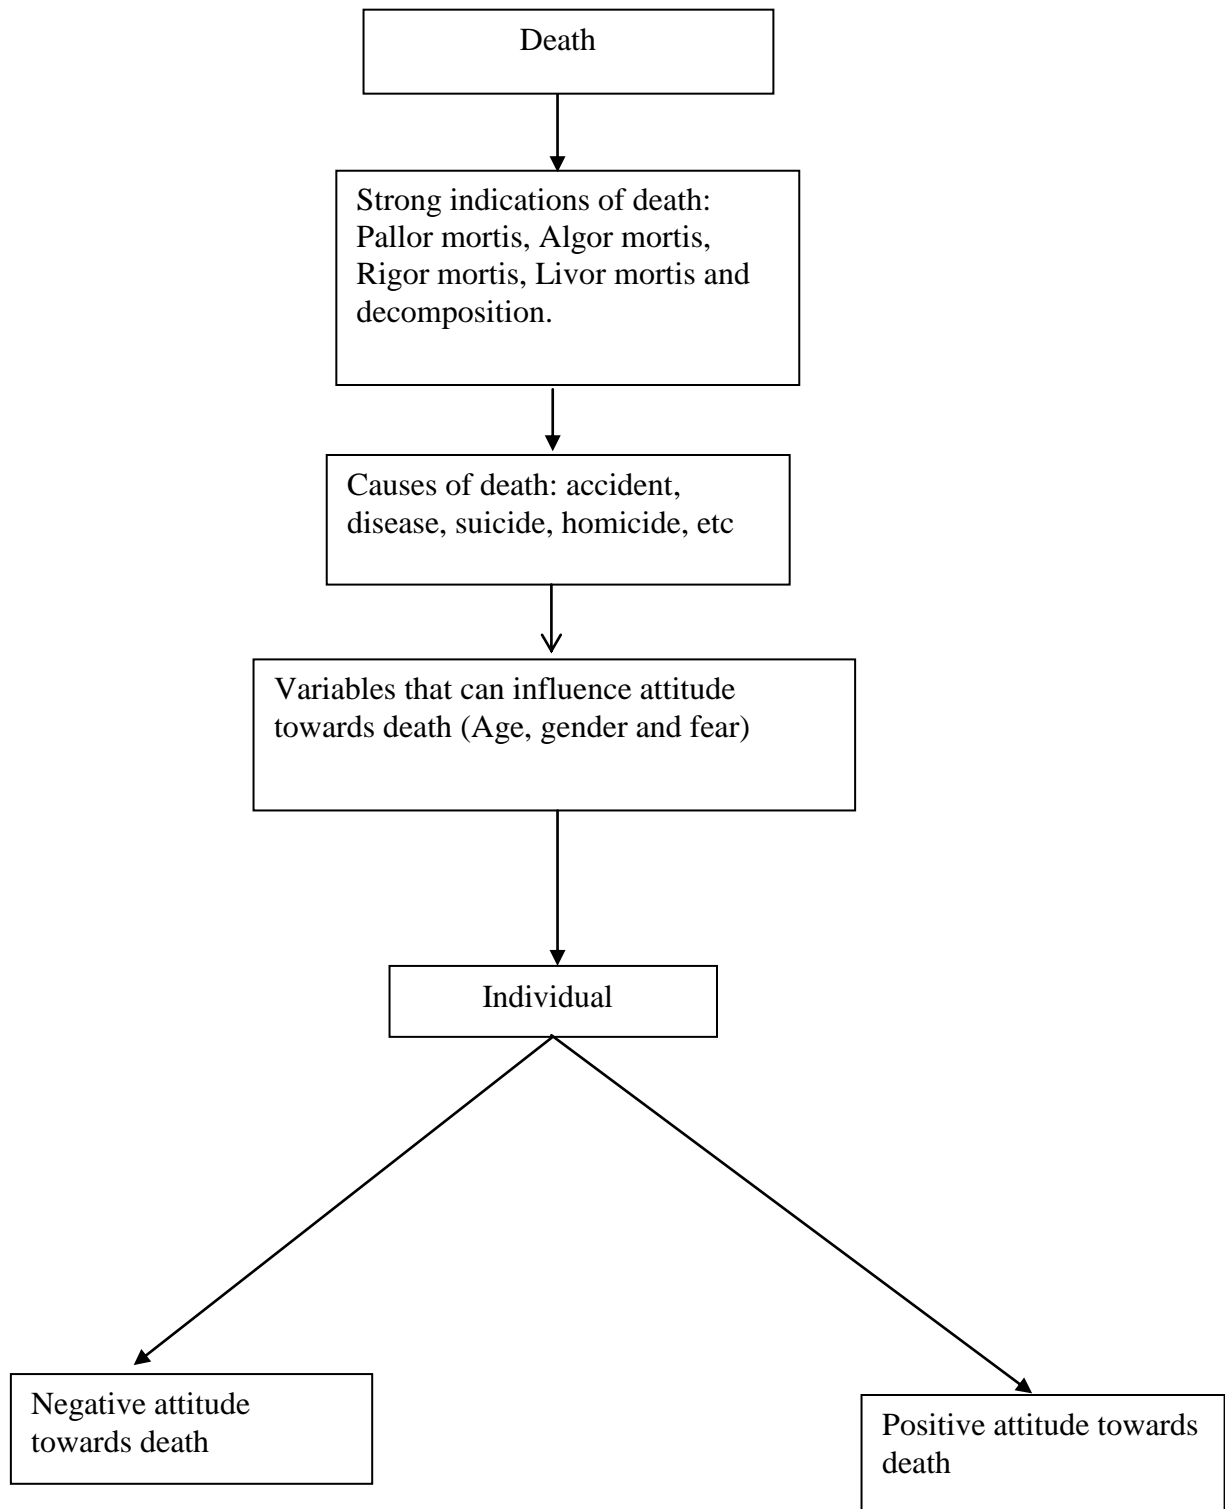 Death
Strong indications of death:
Pallor mortis, Algor mortis,
Rigor mortis, Livor mortis and
decomposition.
Causes of death: accident,
disease, suicide, homicide, etc
Variables that can influence attitude
towards death (Age, gender and fear)
Individual
Negative attitude
towards death
Positive attitude towards
death